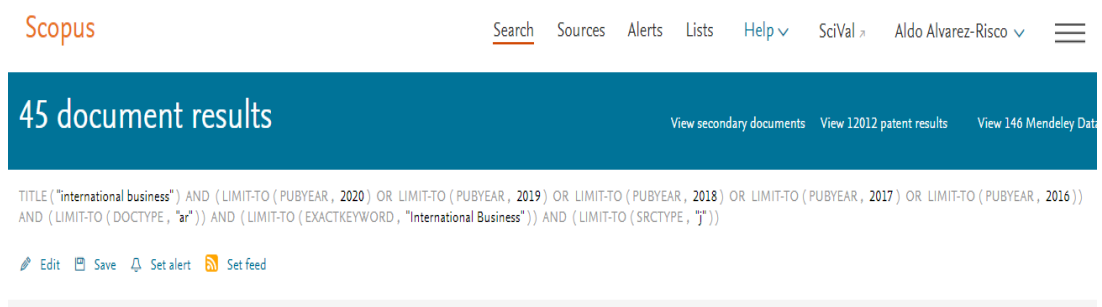 Scopus
Search Sources Alerts Lists Help SciVal Aldo Alvarez-Risco
45 document results
View secondary documents View 12012 patent results View 146 Mendeley Data
TITLE ( "international business" ) AND ( LIMIT-TO ( PUBYEAR , 2020 ) OR LIMIT-TO ( PUBYEAR , 2019 ) OR LIMIT-TO ( PUBYEAR , 2018 ) OR LIMIT-TO ( PUBYEAR , 2017 ) OR LIMIT-TO ( PUBYEAR , 2016 ) )
AND ( LIMIT-TO ( DOCTYPE , "ar" ) ) AND ( LIMIT-TO ( EXACTKEYWORD , "International Business" ) ) AND ( LIMIT-TO ( SRCTYPE , "j" ) )
Edit Save Set alert Set feed